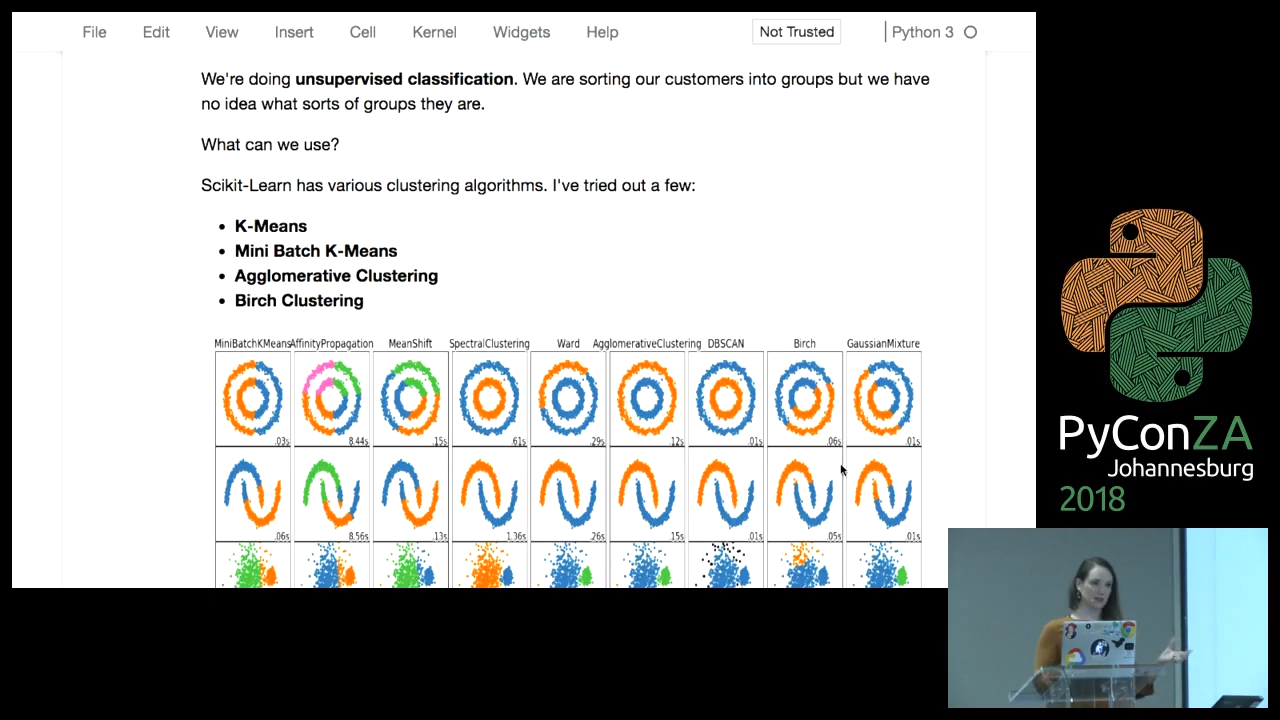 File Edit View Insert Cell Kernel Widgets Help Not Trusted Python 3
We're doing unsupervised classification. We are sorting our customers into groups but we have
no idea what sorts of groups they are.
What can we use?
Scikit-Learn has various clustering algorithms. I've tried out a few:
K-Means
Mini Batch K-Means
Agglomerative Clustering
Birch Clustering
MiniBatchKMeans AffinityPropagation MeanShift SpectralClustering Ward AgglomerativeClustering DBSCAN Birch GaussianMixture
.03s 8.44s .15s .61s .29s .12s .01s .06s .01s
.06s 8.56s .13s 1.36s .26s .15s .01s .05s .01s
PyConZA
Johannesburg
2018